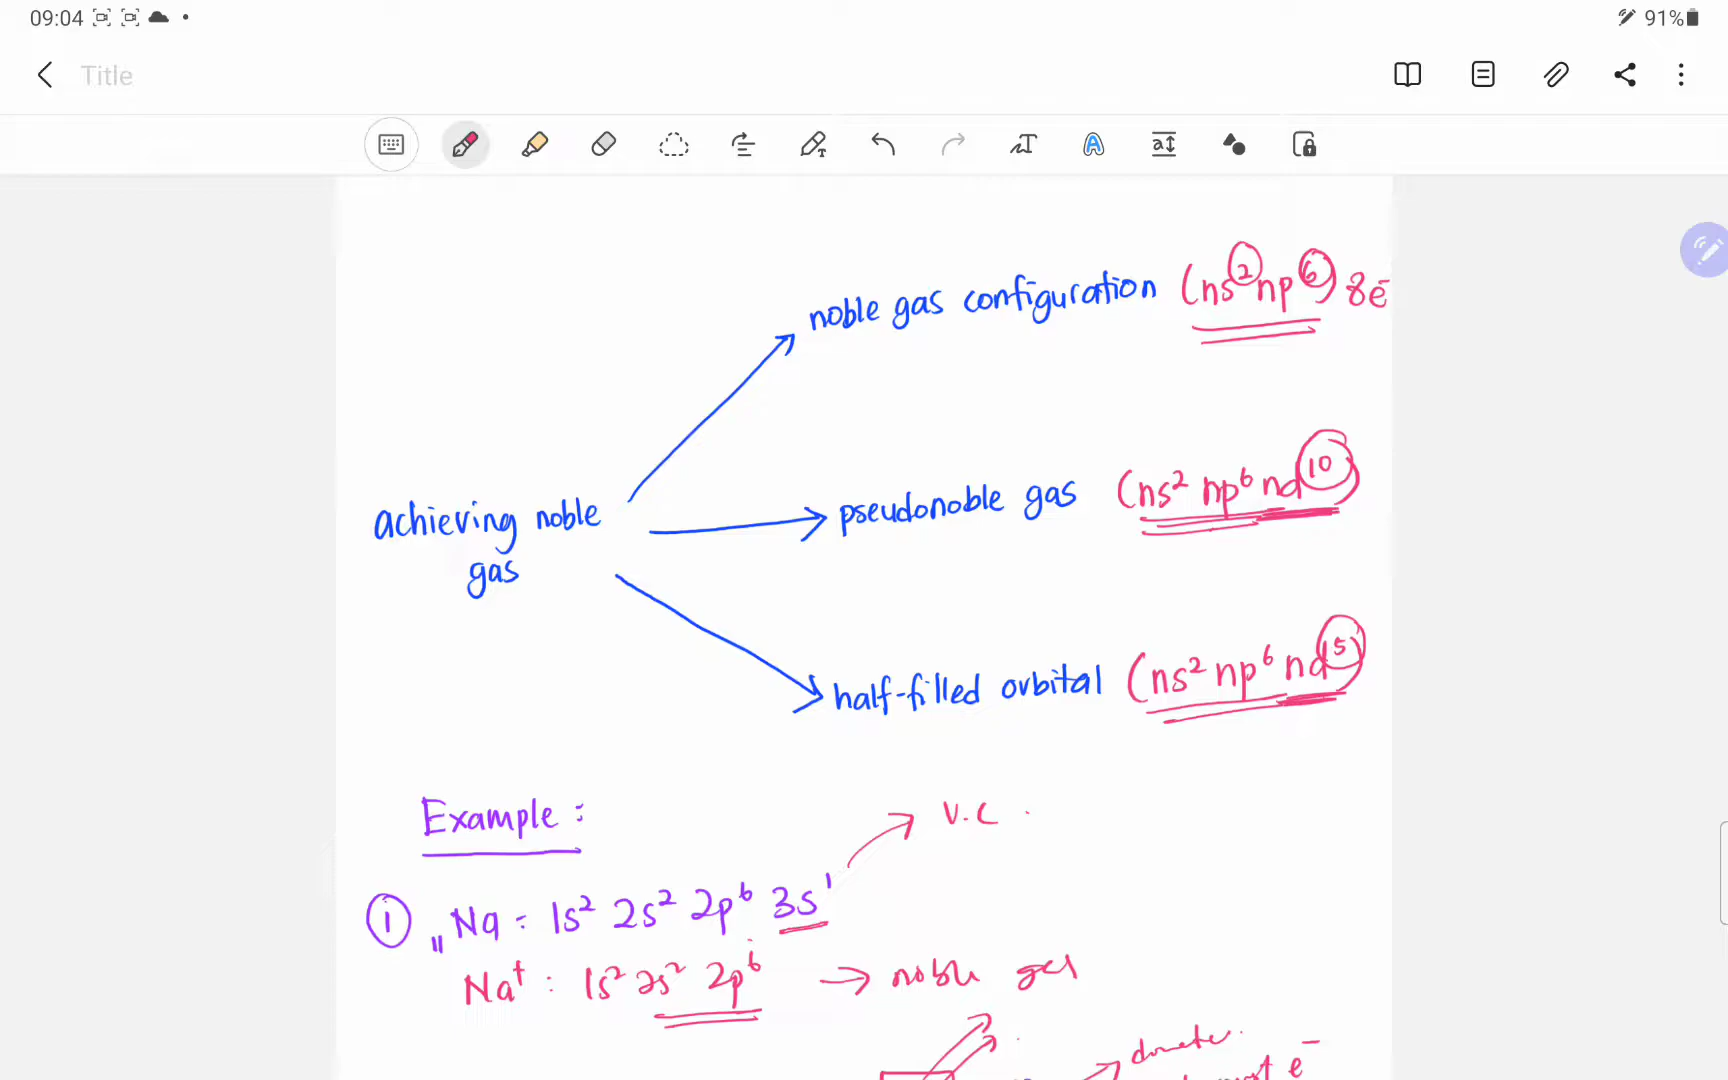 09:04
91%
Title
noble gas configuration (ns² np⁶) 8e⁻
achieving noble gas
pseudonoble gas (ns² np⁶ nd¹⁰)
half-filled orbital (ns² np⁶ nd⁵)
Example :
V.C.
① ₁₁Na : 1s² 2s² 2p⁶ 3s¹
Na⁺ : 1s² 2s² 2p⁶ → noble gas
donate
e⁻